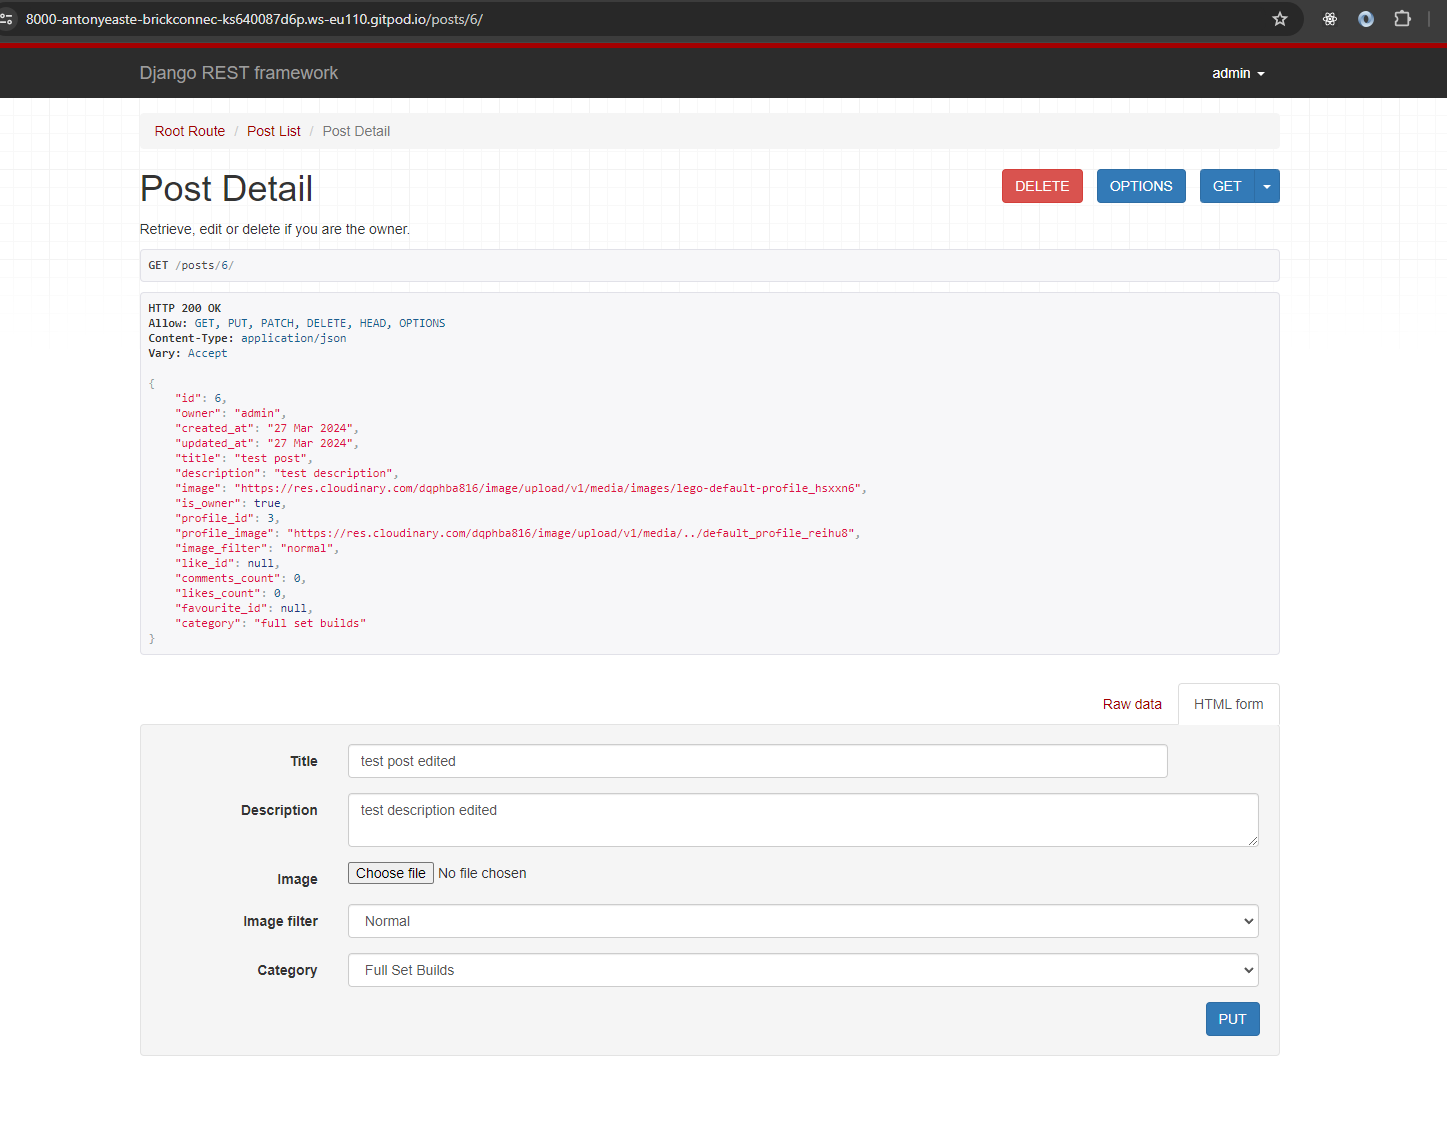 8000-antonyeaste-brickconnec-ks640087d6p.ws-eu110.gitpod.io/posts/6/
Django REST framework
admin
Root Route / Post List / Post Detail
Post Detail
DELETE
OPTIONS
GET
Retrieve, edit or delete if you are the owner.
GET /posts/6/
HTTP 200 OK
Allow: GET, PUT, PATCH, DELETE, HEAD, OPTIONS
Content-Type: application/json
Vary: Accept
{
"id": 6,
"owner": "admin",
"created_at": "27 Mar 2024",
"updated_at": "27 Mar 2024",
"title": "test post",
"description": "test description",
"image": "https://res.cloudinary.com/dqphba816/image/upload/v1/media/images/lego-default-profile_hsxxn6",
"is_owner": true,
"profile_id": 3,
"profile_image": "https://res.cloudinary.com/dqphba816/image/upload/v1/media/../default_profile_reihu8",
"image_filter": "normal",
"like_id": null,
"comments_count": 0,
"likes_count": 0,
"favourite_id": null,
"category": "full set builds"
}
Raw data
HTML form
Title
test post edited
Description
test description edited
Image
Choose file No file chosen
Image filter
Normal
Category
Full Set Builds
PUT